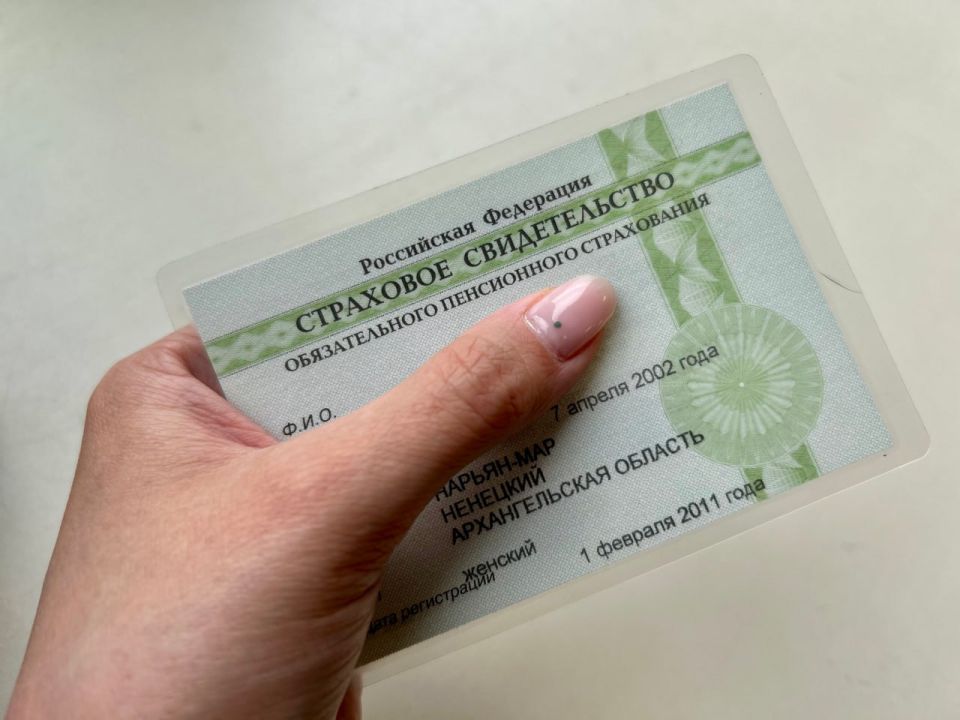 Российская Федерация
СТРАХОВОЕ СВИДЕТЕЛЬСТВО
ОБЯЗАТЕЛЬНОГО ПЕНСИОННОГО СТРАХОВАНИЯ
Ф.И.О.
7 апреля 2002 года
НАРЬЯН-МАР
НЕНЕЦКИЙ
АРХАНГЕЛЬСКАЯ ОБЛАСТЬ
женский
дата регистрации 1 февраля 2011 года